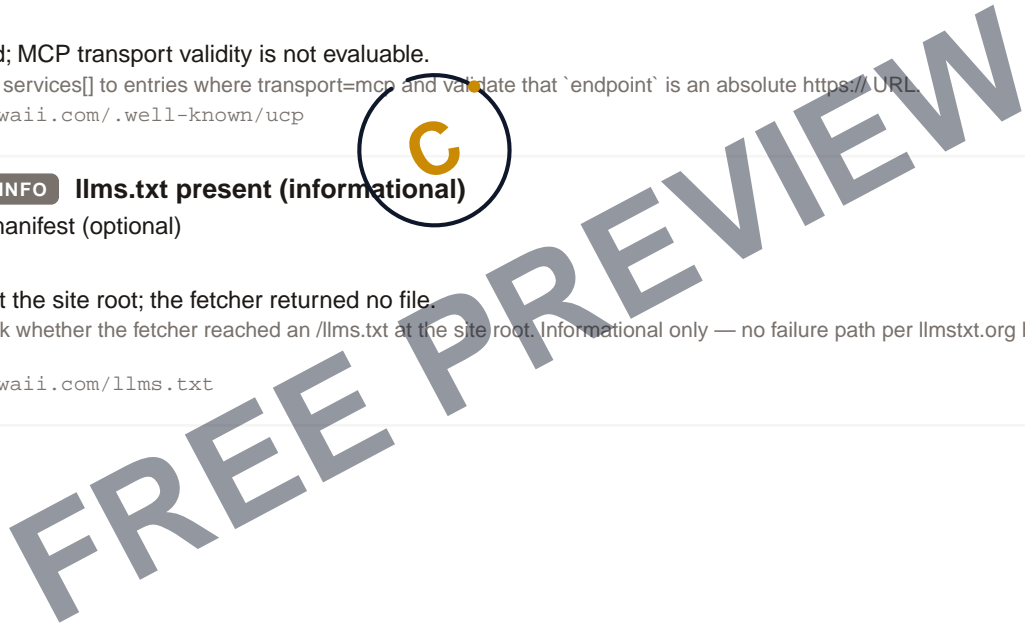 d; MCP transport validity is not evaluable.
services[] to entries where transport=mcp and validate that `endpoint` is an absolute https:// URL.
waii.com/.well-known/ucp
C
INFO llms.txt present (informational)
manifest (optional)
t the site root; the fetcher returned no file.
k whether the fetcher reached an /llms.txt at the site root. Informational only — no failure path per llmstxt.org
waii.com/llms.txt
FREE PREVIEW